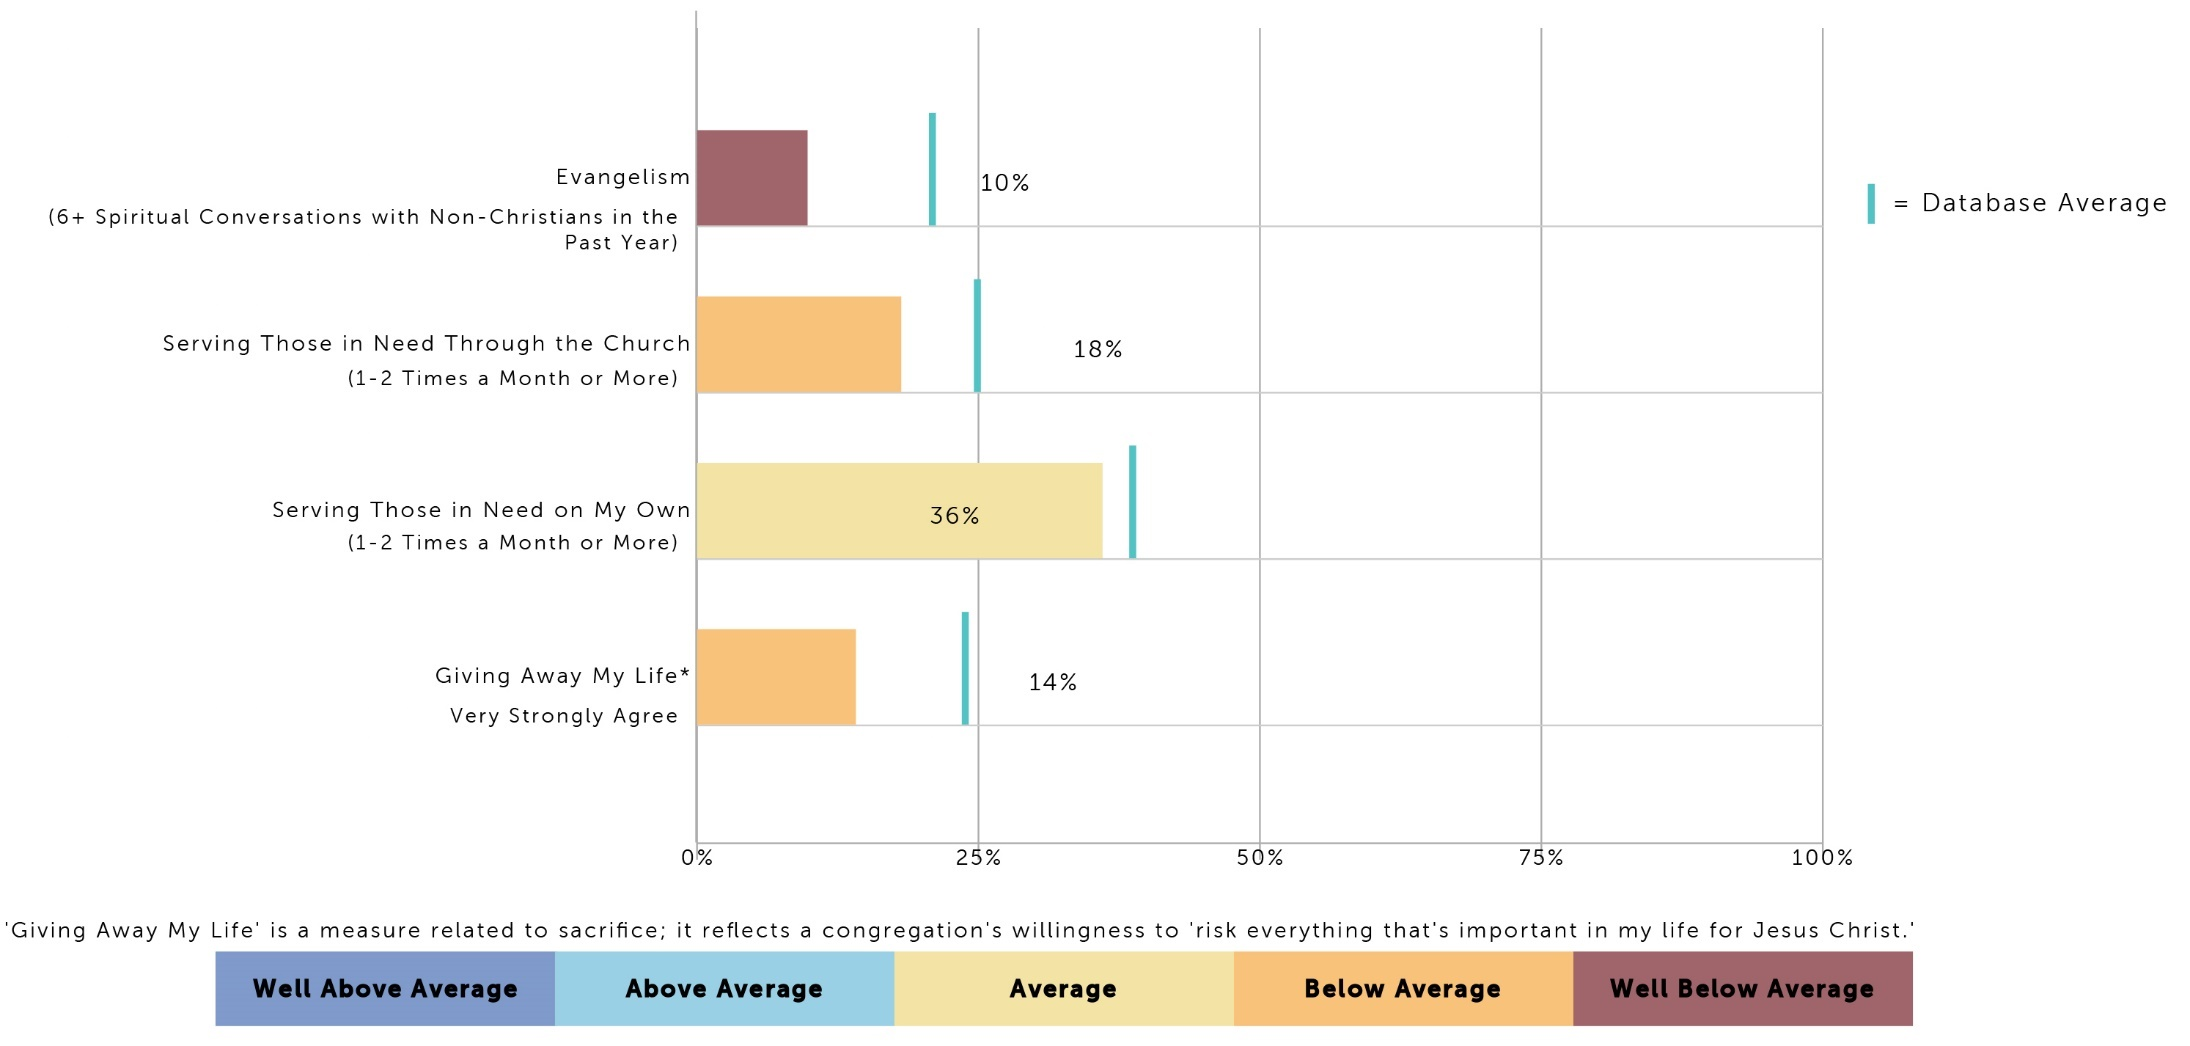 Evangelism
10%
(6+ Spiritual Conversations with Non-Christians in the
Past Year)
= Database Average
Serving Those in Need Through the Church
18%
(1-2 Times a Month or More)
Serving Those in Need on My Own
36%
(1-2 Times a Month or More)
Giving Away My Life*
14%
Very Strongly Agree
0% 25% 50% 75% 100%
'Giving Away My Life' is a measure related to sacrifice; it reflects a congregation's willingness to 'risk everything that's important in my life for Jesus Christ.'
Well Above Average Above Average Average Below Average Well Below Average